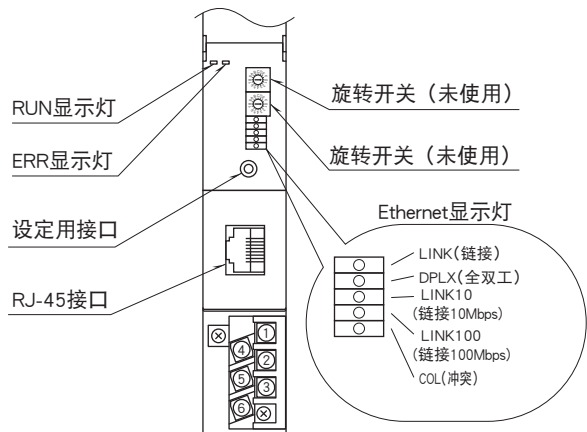 RUN显示灯
ERR显示灯
设定用接口
RJ-45接口
旋转开关（未使用）
旋转开关（未使用）
Ethernet显示灯
LINK(链接)
DPLX(全双工)
LINK10
(链接10Mbps)
LINK100
(链接100Mbps)
COL(冲突)
①
④
②
⑤
③
⑥